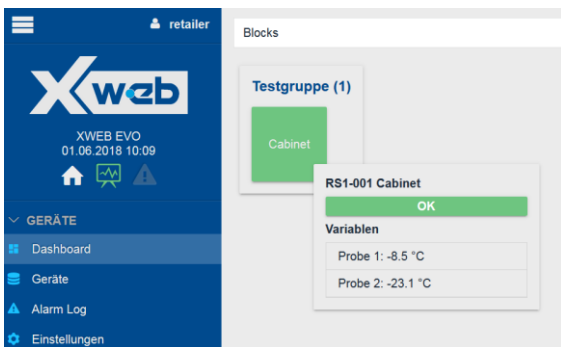 retailer
Xweb
XWEB EVO
01.06.2018 10:09
GERÄTE
Dashboard
Geräte
Alarm Log
Einstellungen
Blocks
Testgruppe (1)
Cabinet
RS1-001 Cabinet
OK
Variablen
Probe 1: -8.5 °C
Probe 2: -23.1 °C